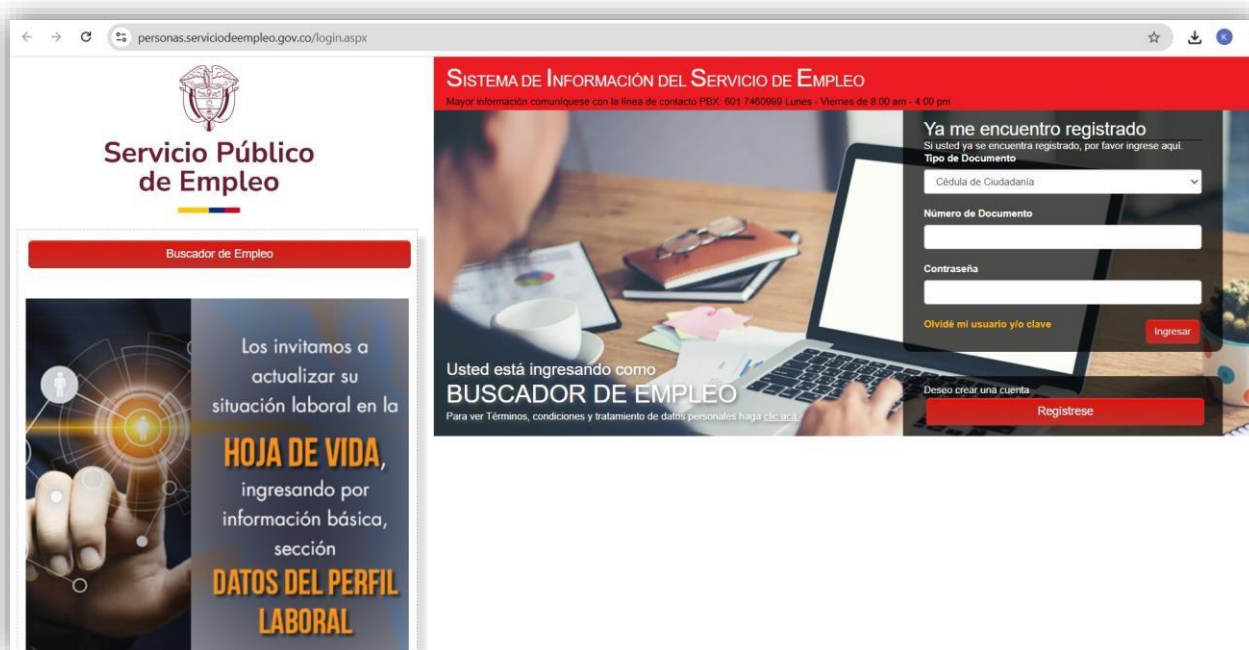 personas.serviciodeempleo.gov.co/login.aspx
K
Servicio Público
de Empleo
Buscador de Empleo
Los invitamos a
actualizar su
situación laboral en la
HOJA DE VIDA,
ingresando por
información básica,
sección
DATOS DEL PERFIL
LABORAL
SISTEMA DE INFORMACIÓN DEL SERVICIO DE EMPLEO
Mayor información comuníquese con la línea de contacto PBX: 601 7460999 Lunes - Viernes de 8:00 am - 4:00 pm
Usted está ingresando como
BUSCADOR DE EMPLEO
Para ver Términos, condiciones y tratamiento de datos personales haga clic acá
Ya me encuentro registrado
Si usted ya se encuentra registrado, por favor ingrese aquí.
Tipo de Documento
Cédula de Ciudadanía
Número de Documento
Contraseña
Olvidé mi usuario y/o clave
Ingresar
Deseo crear una cuenta
Regístrese